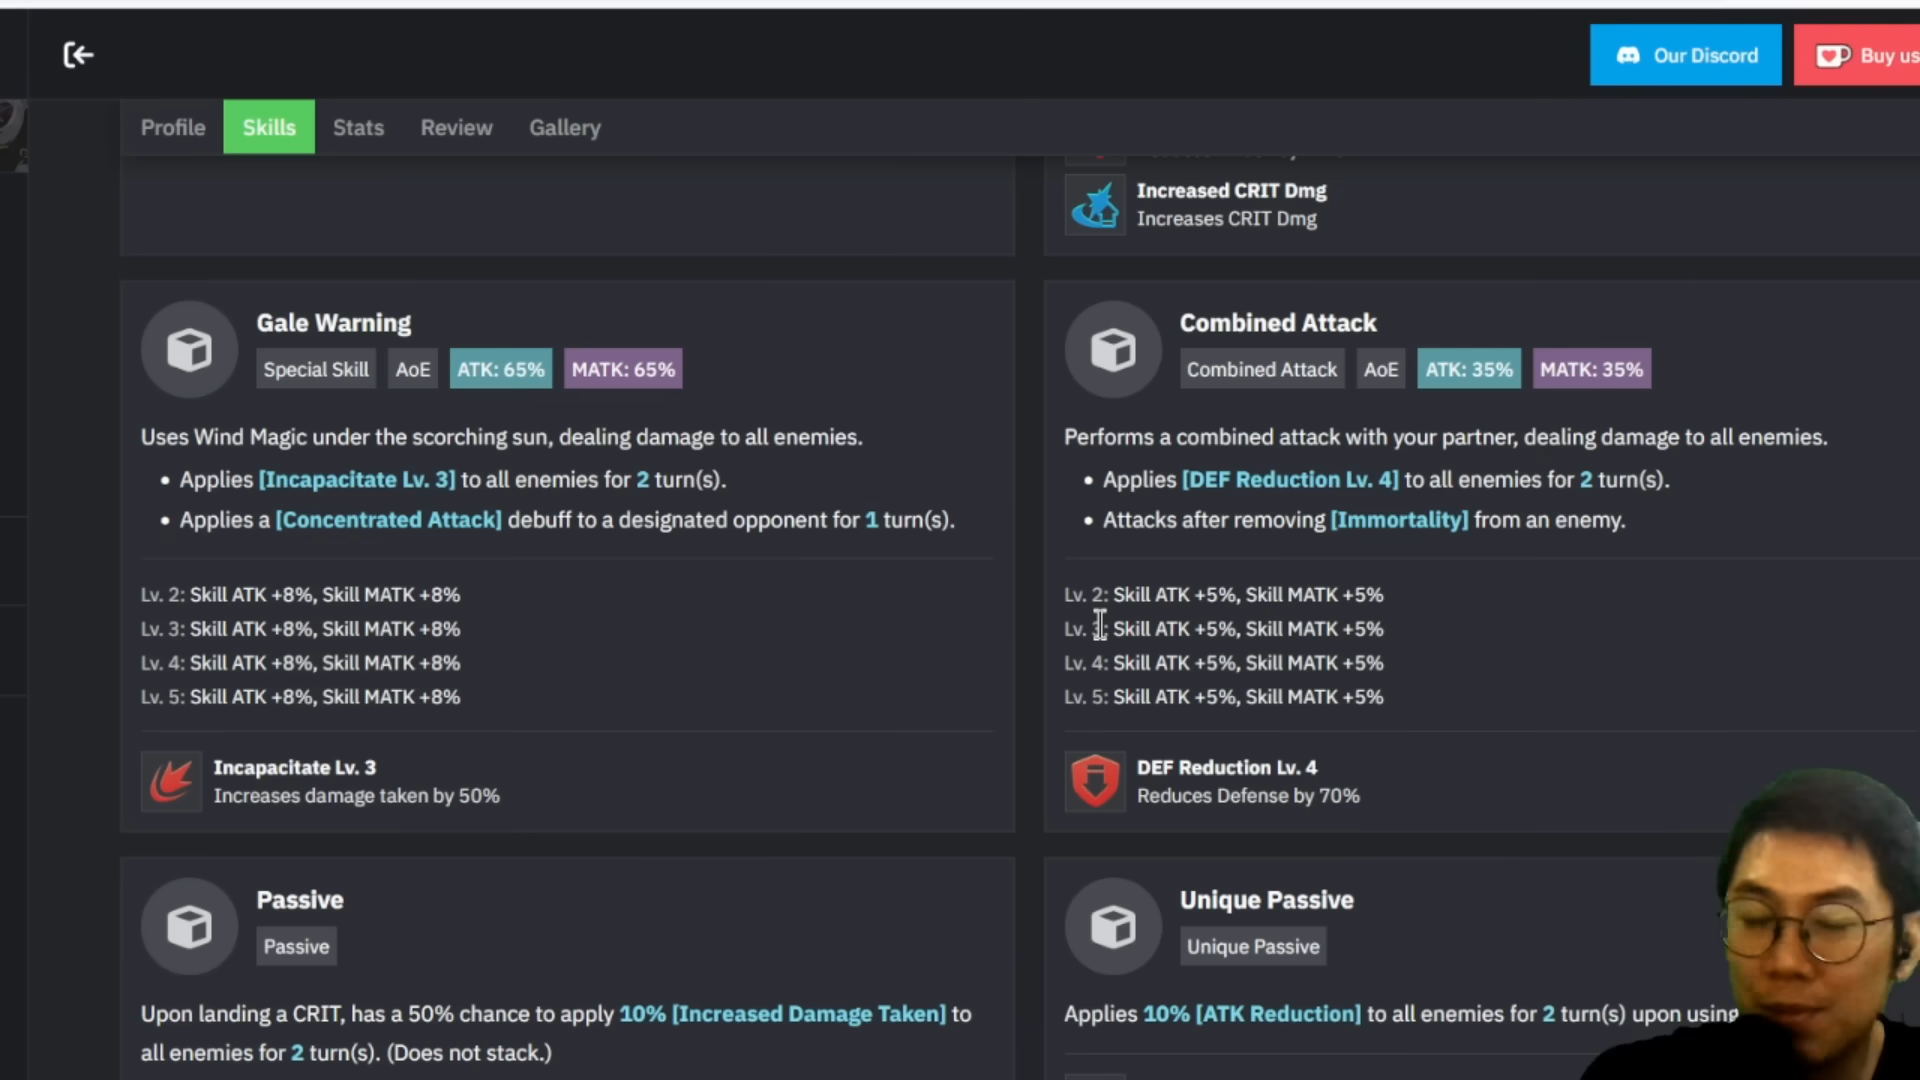 Our Discord
Buy us
Profile
Skills
Stats
Review
Gallery
Increased CRIT Dmg
Increases CRIT Dmg
Gale Warning
Special Skill
AoE
ATK: 65%
MATK: 65%
Uses Wind Magic under the scorching sun, dealing damage to all enemies.
• Applies [Incapacitate Lv. 3] to all enemies for 2 turn(s).
• Applies a [Concentrated Attack] debuff to a designated opponent for 1 turn(s).
Lv. 2: Skill ATK +8%, Skill MATK +8%
Lv. 3: Skill ATK +8%, Skill MATK +8%
Lv. 4: Skill ATK +8%, Skill MATK +8%
Lv. 5: Skill ATK +8%, Skill MATK +8%
Incapacitate Lv. 3
Increases damage taken by 50%
Combined Attack
Combined Attack
AoE
ATK: 35%
MATK: 35%
Performs a combined attack with your partner, dealing damage to all enemies.
• Applies [DEF Reduction Lv. 4] to all enemies for 2 turn(s).
• Attacks after removing [Immortality] from an enemy.
Lv. 2: Skill ATK +5%, Skill MATK +5%
Lv. 3: Skill ATK +5%, Skill MATK +5%
Lv. 4: Skill ATK +5%, Skill MATK +5%
Lv. 5: Skill ATK +5%, Skill MATK +5%
DEF Reduction Lv. 4
Reduces Defense by 70%
Passive
Passive
Upon landing a CRIT, has a 50% chance to apply 10% [Increased Damage Taken] to
all enemies for 2 turn(s). (Does not stack.)
Unique Passive
Unique Passive
Applies 10% [ATK Reduction] to all enemies for 2 turn(s) upon using